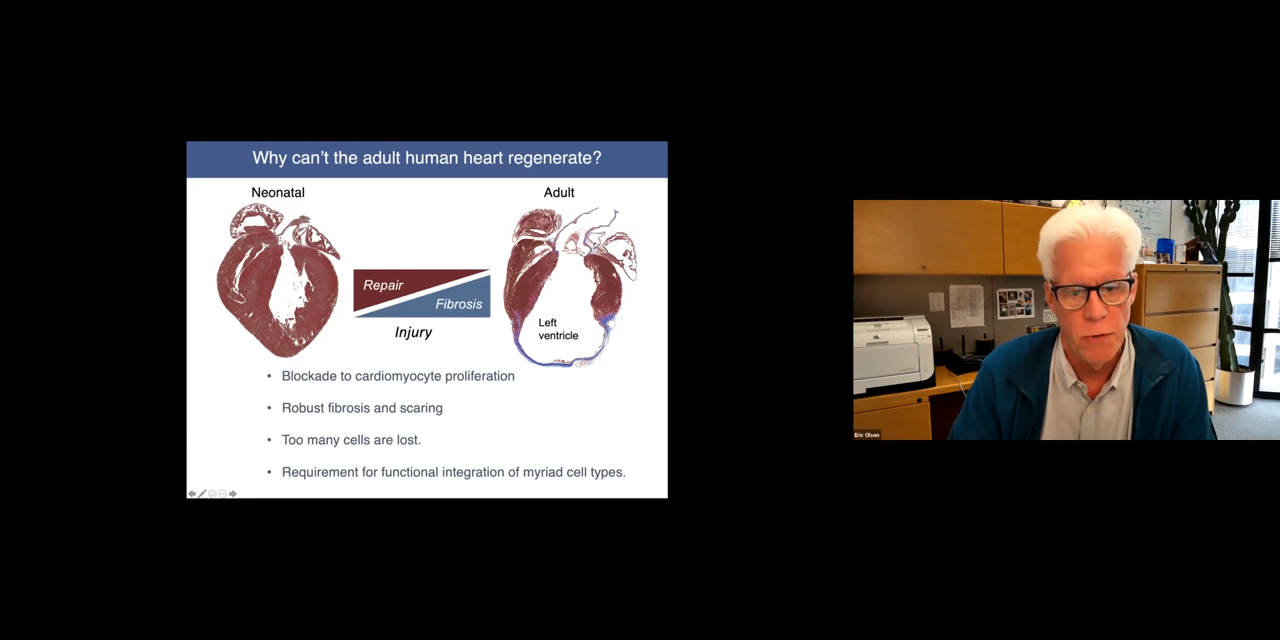 Why can't the adult human heart regenerate?
Neonatal
Adult
Repair
Fibrosis
Injury
Left
ventricle
• Blockade to cardiomyocyte proliferation
• Robust fibrosis and scaring
• Too many cells are lost.
• Requirement for functional integration of myriad cell types.
Eric Olson